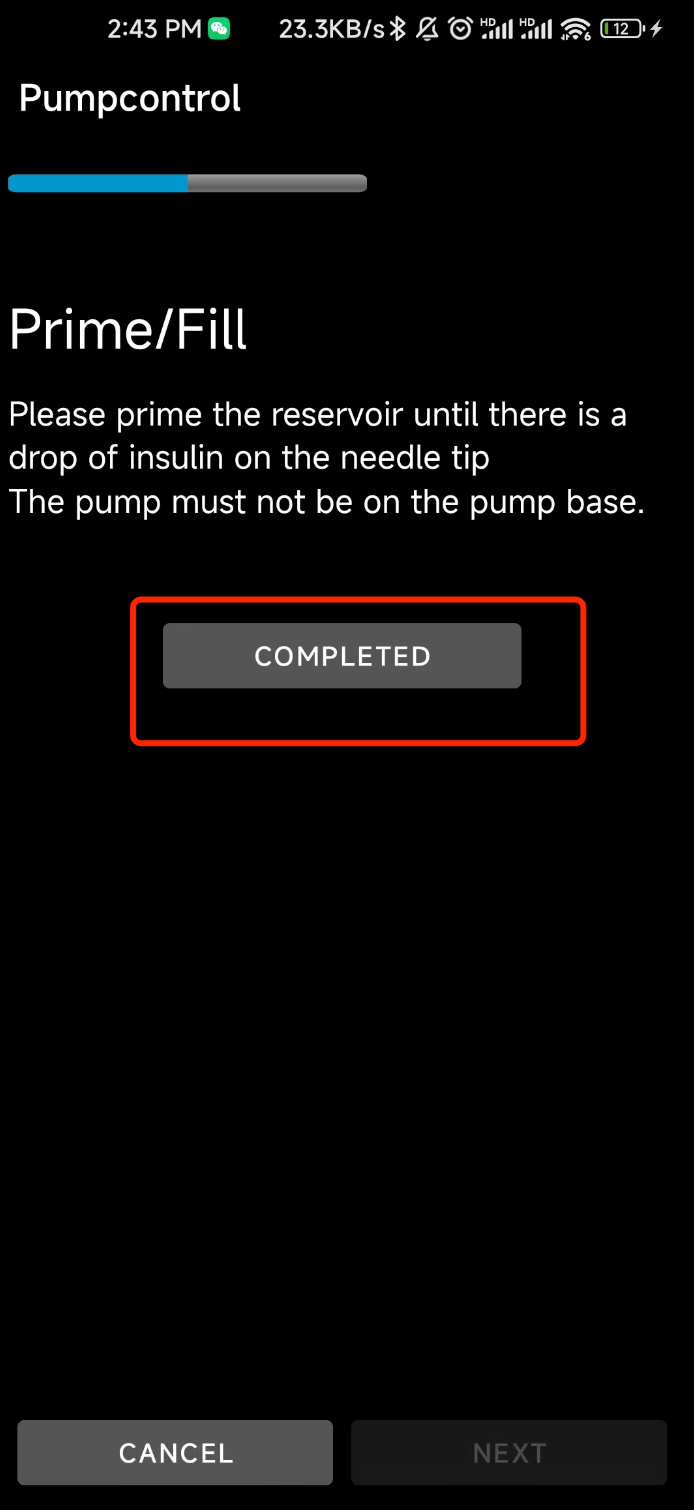 2:43 PM 23.3KB/s HD HD 6 12
Pumpcontrol
Prime/Fill
Please prime the reservoir until there is a
drop of insulin on the needle tip
The pump must not be on the pump base.
COMPLETED
CANCEL NEXT